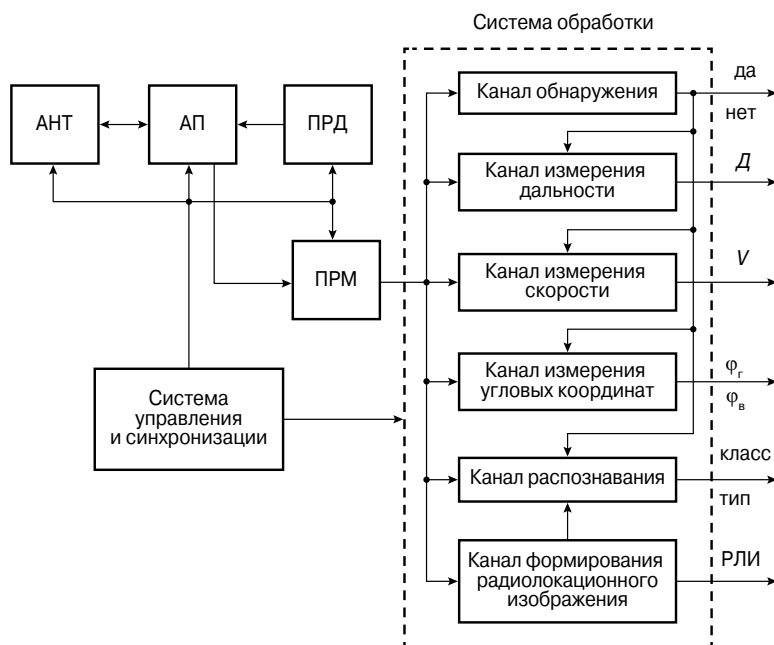 Система обработки
АНТ
АП
ПРД
ПРМ
Система
управления
и синхронизации
Канал обнаружения
да
нет
Канал измерения
дальности
Д
Канал измерения
скорости
V
Канал измерения
угловых координат
φг
φв
Канал распознавания
класс
тип
Канал формирования
радиолокационного
изображения
РЛИ